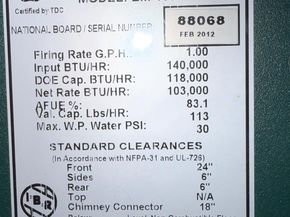 Certified by TDC
NATIONAL BOARD / SERIAL NUMBER
88068
FEB 2012
Firing Rate G.P.H. 1.00
Input BTU/HR: 140,000
DOE Cap. BTU/HR: 118,000
Net Rate BTU/HR: 103,000
AFUE %: 83.1
Val. Cap. Lbs/HR: 113
Max. W.P. Water PSI: 30
STANDARD CLEARANCES
(In Accordance with NFPA-31 and UL-726)
Front 24"
Sides 6"
Rear 6"
Top N/A
Chimney Connector 18"
I=B=R